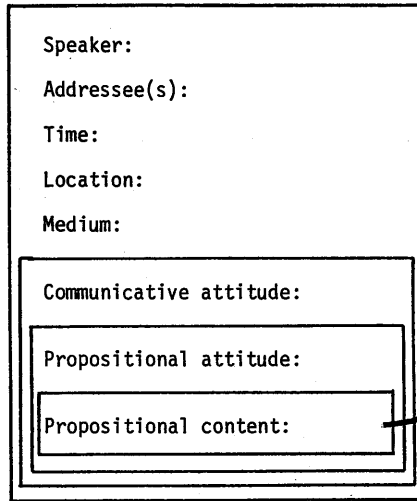 Speaker:
Addressee(s):
Time:
Location:
Medium:
Communicative attitude:
Propositional attitude:
Propositional content: